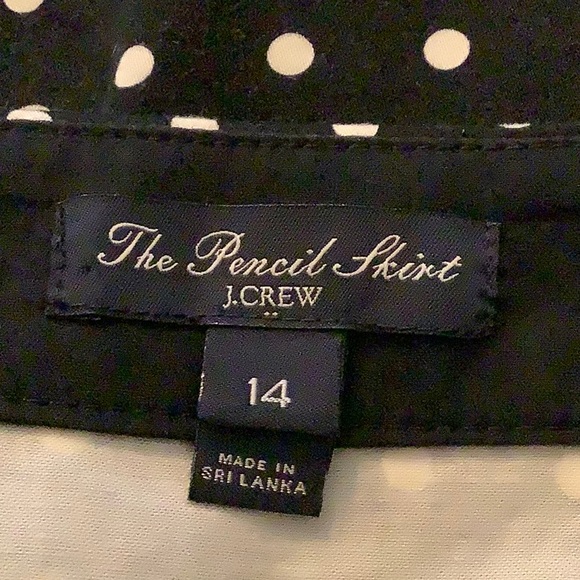 The Pencil Skirt
J.CREW
14
MADE IN
SRI LANKA